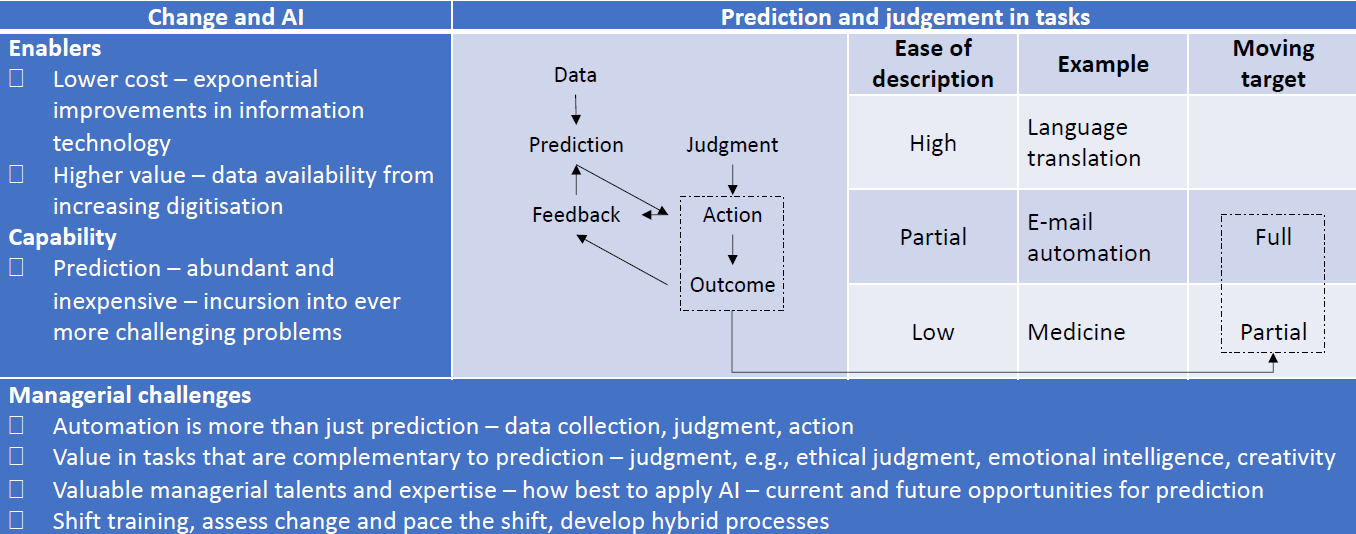 Change and AI
Prediction and judgement in tasks
Enablers
Lower cost – exponential
improvements in information
technology
Higher value – data availability from
increasing digitisation
Capability
Prediction – abundant and
inexpensive – incursion into ever
more challenging problems
Data
Prediction
Judgment
Feedback
Action
Outcome
Ease of
description
Example
Moving
target
High
Language
translation
Partial
E-mail
automation
Full
Low
Medicine
Partial
Managerial challenges
Automation is more than just prediction – data collection, judgment, action
Value in tasks that are complementary to prediction – judgment, e.g., ethical judgment, emotional intelligence, creativity
Valuable managerial talents and expertise – how best to apply AI – current and future opportunities for prediction
Shift training, assess change and pace the shift, develop hybrid processes